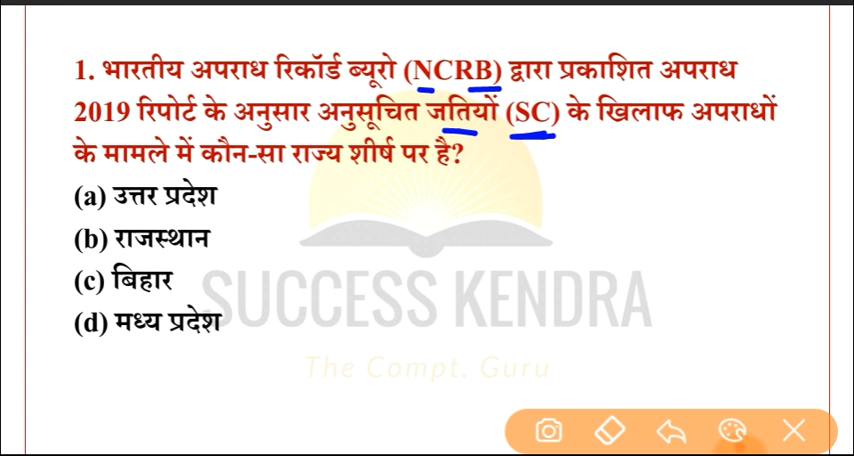 1. भारतीय अपराध रिकॉर्ड ब्यूरो (NCRB) द्वारा प्रकाशित अपराध
2019 रिपोर्ट के अनुसार अनुसूचित जतियों (SC) के खिलाफ अपराधों
के मामले में कौन-सा राज्य शीर्ष पर है?
(a) उत्तर प्रदेश
(b) राजस्थान
(c) बिहार
(d) मध्य प्रदेश
SUCCESS KENDRA
The Compt. Guru